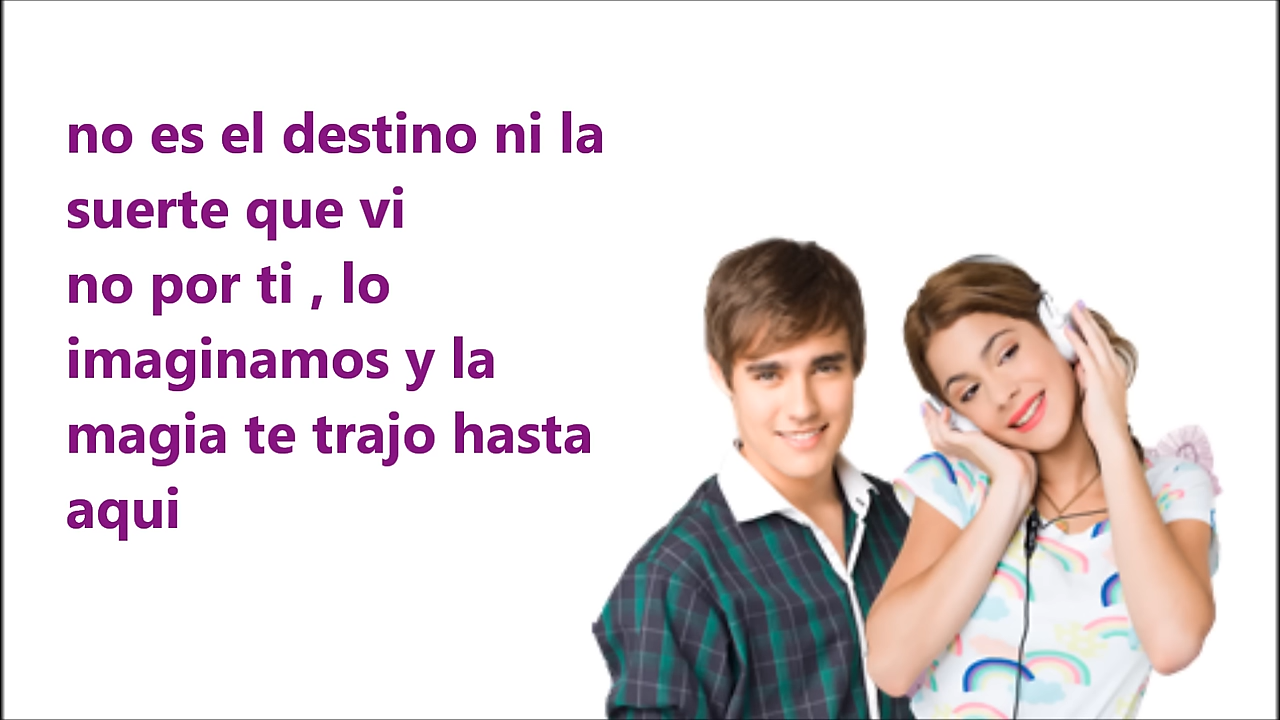 no es el destino ni la
suerte que vi
no por ti , lo
imaginamos y la
magia te trajo hasta
aqui